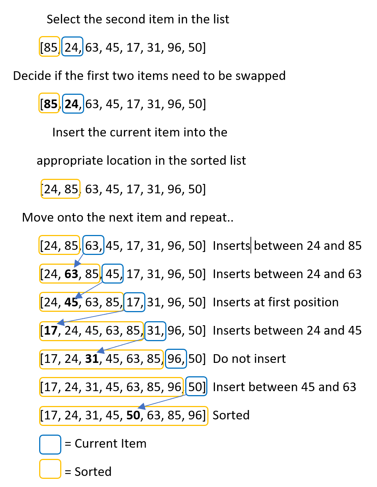 Select the second item in the list
[85, 24, 63, 45, 17, 31, 96, 50]
Decide if the first two items need to be swapped
[85, 24, 63, 45, 17, 31, 96, 50]
Insert the current item into the
appropriate location in the sorted list
[24, 85, 63, 45, 17, 31, 96, 50]
Move onto the next item and repeat..
[24, 85, 63, 45, 17, 31, 96, 50] Inserts between 24 and 85
[24, 63, 85, 45, 17, 31, 96, 50] Inserts between 24 and 63
[24, 45, 63, 85, 17, 31, 96, 50] Inserts at first position
[17, 24, 45, 63, 85, 31, 96, 50] Inserts between 24 and 45
[17, 24, 31, 45, 63, 85, 96, 50] Do not insert
[17, 24, 31, 45, 63, 85, 96, 50] Insert between 45 and 63
[17, 24, 31, 45, 50, 63, 85, 96] Sorted
= Current Item
= Sorted